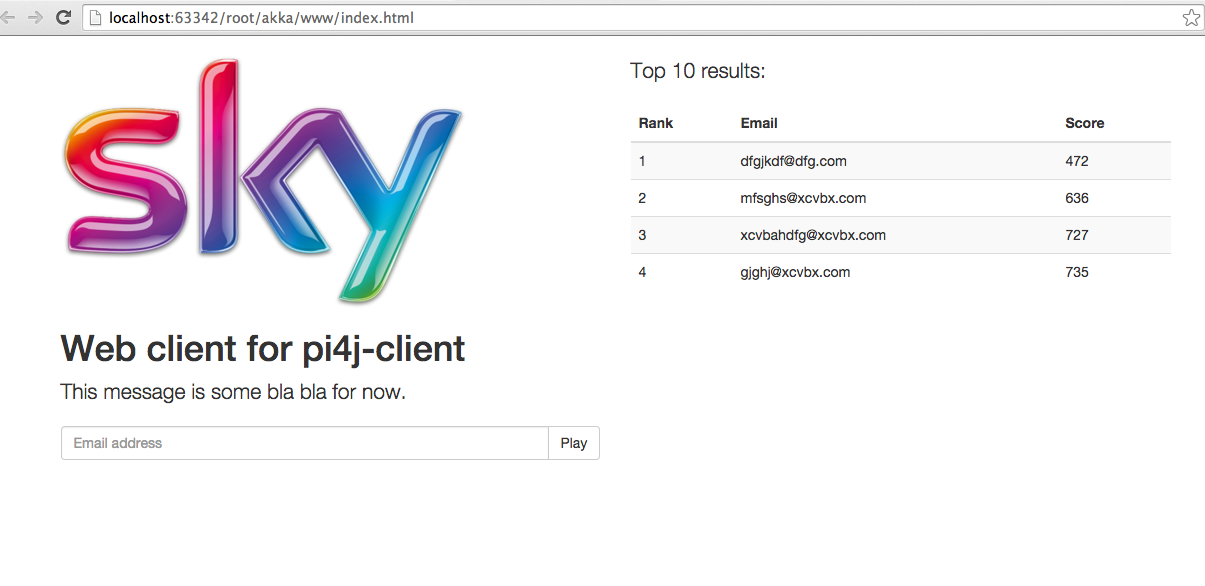 localhost:63342/root/akka/www/index.html
sky
Web client for pi4j-client
This message is some bla bla for now.
Email address
Play
Top 10 results:
Rank Email Score
1 dfgjkdf@dfg.com 472
2 mfsghs@xcvbx.com 636
3 xcvbahdfg@xcvbx.com 727
4 gjghj@xcvbx.com 735